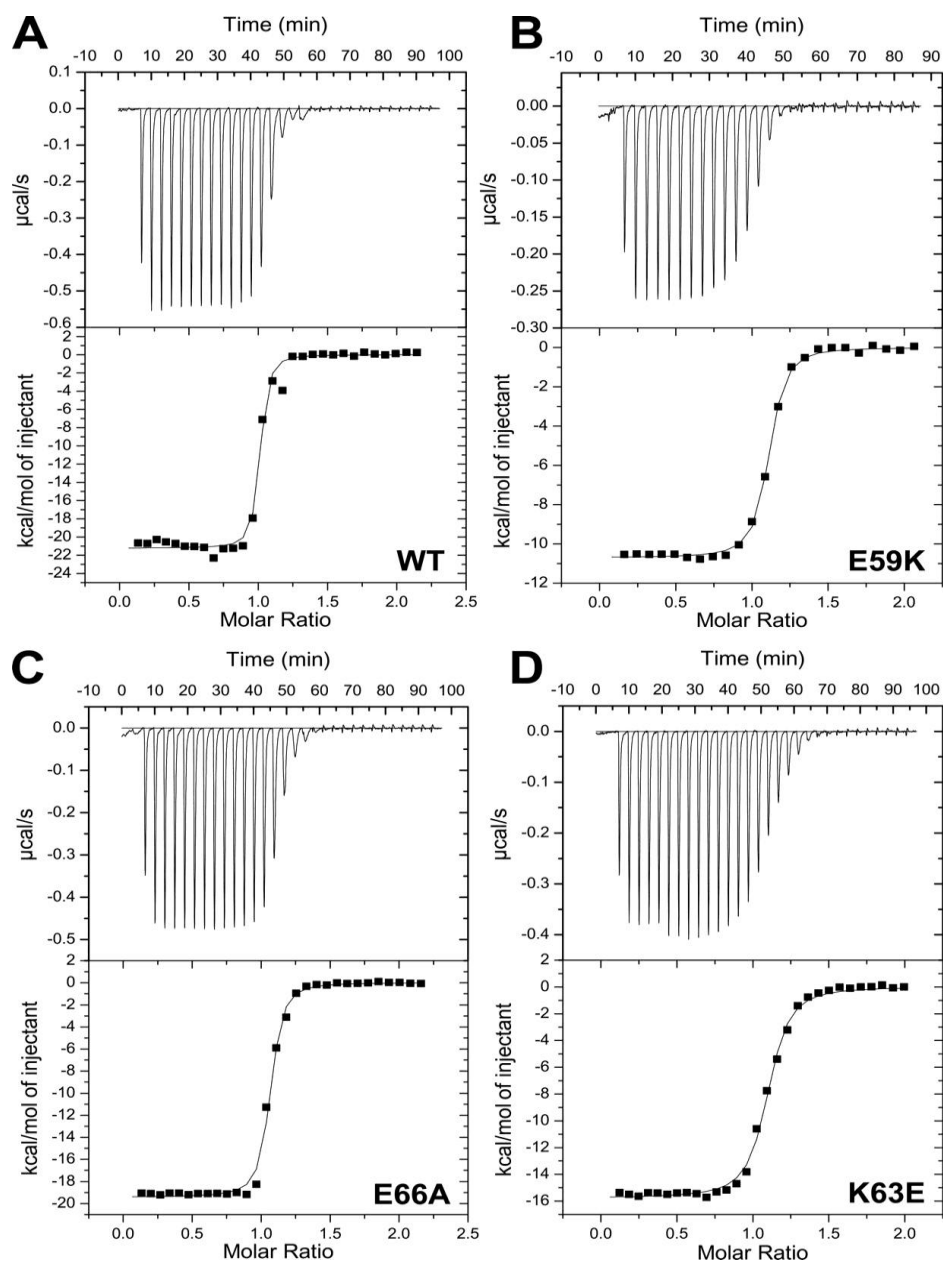 A
Time (min)
-10 0 10 20 30 40 50 60 70 80 90 100
0.1
0.0
-0.1
-0.2
-0.3
-0.4
-0.5
-0.6
µcal/s
2
0
-2
-4
-6
-8
-10
-12
-14
-16
-18
-20
-22
-24
kcal/mol of injectant
WT
0.0 0.5 1.0 1.5 2.0 2.5
Molar Ratio
B
Time (min)
-10 0 10 20 30 40 50 60 70 80 90
0.00
-0.05
-0.10
-0.15
-0.20
-0.25
-0.30
µcal/s
0
-2
-4
-6
-8
-10
-12
kcal/mol of injectant
E59K
0.0 0.5 1.0 1.5 2.0
Molar Ratio
C
Time (min)
-10 0 10 20 30 40 50 60 70 80 90 100
0.0
-0.1
-0.2
-0.3
-0.4
-0.5
µcal/s
2
0
-2
-4
-6
-8
-10
-12
-14
-16
-18
-20
kcal/mol of injectant
E66A
0.0 0.5 1.0 1.5 2.0 2.5
Molar Ratio
D
Time (min)
-10 0 10 20 30 40 50 60 70 80 90 100
0.0
-0.1
-0.2
-0.3
-0.4
µcal/s
2
0
-2
-4
-6
-8
-10
-12
-14
-16
kcal/mol of injectant
K63E
0.0 0.5 1.0 1.5 2.0
Molar Ratio